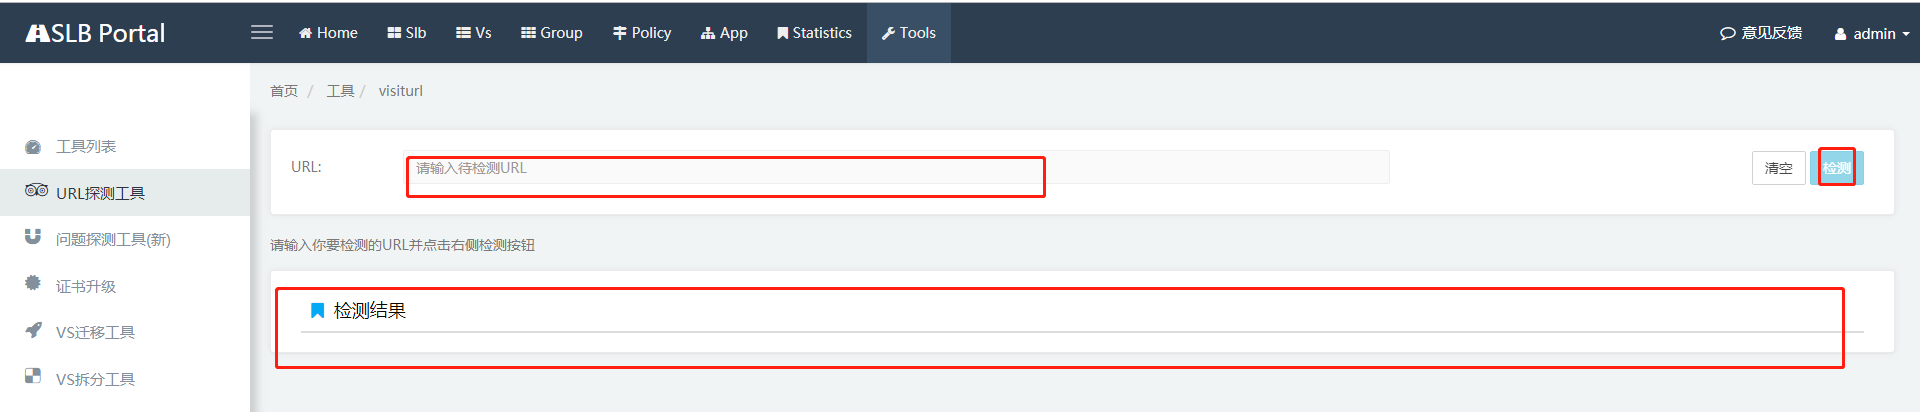 SLB Portal
Home Slb Vs Group Policy App Statistics Tools 意见反馈 admin
首页 / 工具 / visiturl
工具列表
URL探测工具
问题探测工具(新)
证书升级
VS迁移工具
VS拆分工具
URL: 请输入待检测URL 清空 检测
请输入你要检测的URL并点击右侧检测按钮
检测结果